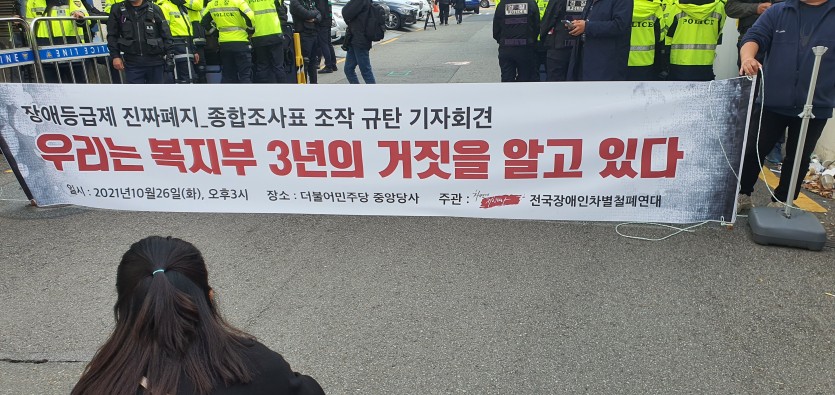 POLICE
POLICE
POLICE
POLICE LINE
장애등급제 진짜폐지_종합조사표 조작 규탄 기자회견
우리는 복지부 3년의 거짓을 알고 있다
일시 : 2021년10월26일(화), 오후3시 장소 : 더불어민주당 중앙당사 주관 : 전국장애인차별철폐연대